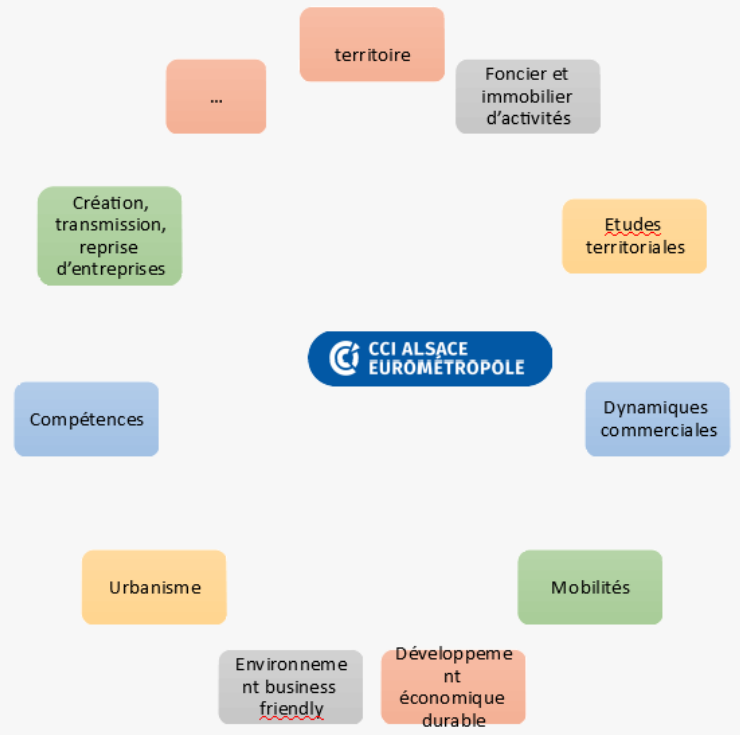 territoire
Foncier et
immobilier
d'activités
...
Création,
transmission,
reprise
d'entreprises
Etudes
territoriales
CCI ALSACE
EUROMÉTROPOLE
Compétences
Dynamiques
commerciales
Urbanisme
Mobilités
Environneme
nt business
friendly
Développeme
nt
économique
durable